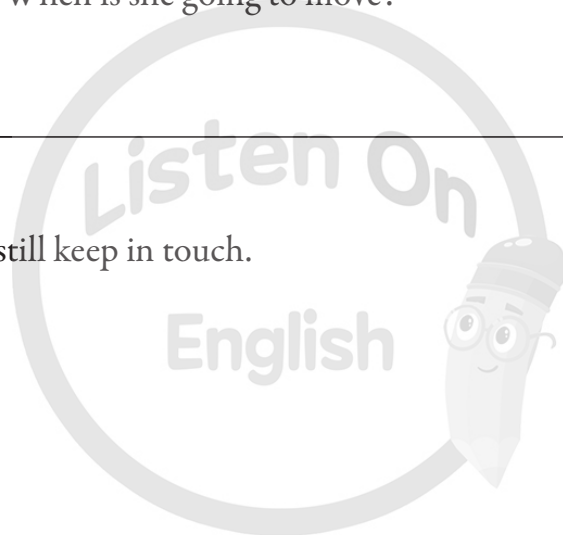 When is she going to move?
Listen On
still keep in touch.
English